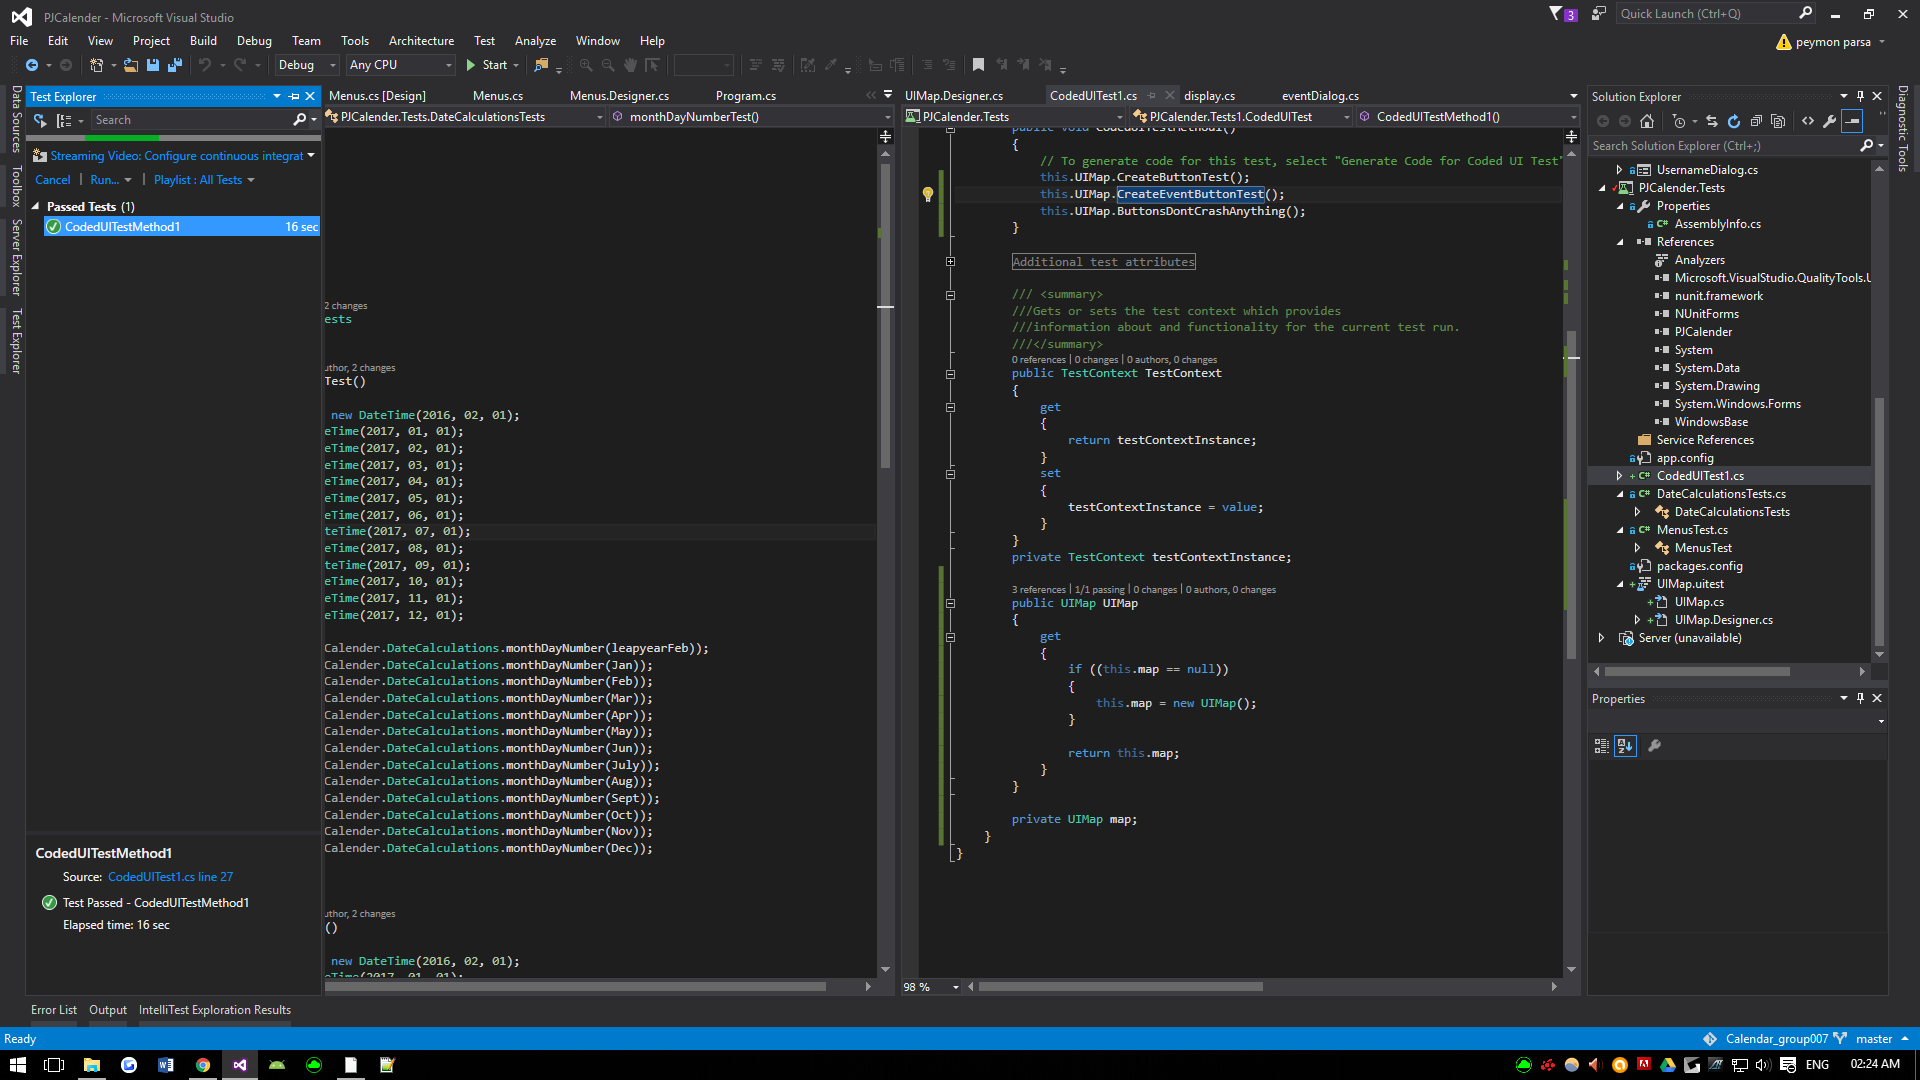 PJCalender - Microsoft Visual Studio
3
Quick Launch (Ctrl+Q)
File Edit View Project Build Debug Team Tools Architecture Test Analyze Window Help
peymon parsa
Debug Any CPU Start
Data Sources
Toolbox
Server Explorer
Test Explorer
Test Explorer
Search
Streaming Video: Configure continuous integrat
Cancel Run... Playlist : All Tests
Passed Tests (1)
CodedUITestMethod1 16 sec
CodedUITestMethod1
Source: CodedUITest1.cs line 27
Test Passed - CodedUITestMethod1
Elapsed time: 16 sec
Menus.cs [Design] Menus.cs Menus.Designer.cs Program.cs
PJCalender.Tests.DateCalculationsTests monthDayNumberTest()
2 changes
ests
uthor, 2 changes
Test()
new DateTime(2016, 02, 01);
eTime(2017, 01, 01);
eTime(2017, 02, 01);
eTime(2017, 03, 01);
eTime(2017, 04, 01);
eTime(2017, 05, 01);
eTime(2017, 06, 01);
teTime(2017, 07, 01);
eTime(2017, 08, 01);
teTime(2017, 09, 01);
eTime(2017, 10, 01);
eTime(2017, 11, 01);
eTime(2017, 12, 01);
Calender.DateCalculations.monthDayNumber(leapyearFeb));
Calender.DateCalculations.monthDayNumber(Jan));
Calender.DateCalculations.monthDayNumber(Feb));
Calender.DateCalculations.monthDayNumber(Mar));
Calender.DateCalculations.monthDayNumber(Apr));
Calender.DateCalculations.monthDayNumber(May));
Calender.DateCalculations.monthDayNumber(Jun));
Calender.DateCalculations.monthDayNumber(July));
Calender.DateCalculations.monthDayNumber(Aug));
Calender.DateCalculations.monthDayNumber(Sept));
Calender.DateCalculations.monthDayNumber(Oct));
Calender.DateCalculations.monthDayNumber(Nov));
Calender.DateCalculations.monthDayNumber(Dec));
uthor, 2 changes
()
new DateTime(2016, 02, 01);
eTime(2017, 01, 01);
UIMap.Designer.cs CodedUITest1.cs display.cs eventDialog.cs
PJCalender.Tests PJCalender.Tests1.CodedUITest CodedUITestMethod1()
public void CodedUITestMethod1()
{
// To generate code for this test, select "Generate Code for Coded UI Test"
this.UIMap.CreateButtonTest();
this.UIMap.CreateEventButtonTest();
this.UIMap.ButtonsDontCrashAnything();
}
Additional test attributes
/// <summary>
///Gets or sets the test context which provides
///information about and functionality for the current test run.
///</summary>
0 references | 0 changes | 0 authors, 0 changes
public TestContext TestContext
{
get
{
return testContextInstance;
}
set
{
testContextInstance = value;
}
}
private TestContext testContextInstance;
3 references | 1/1 passing | 0 changes | 0 authors, 0 changes
public UIMap UIMap
{
get
{
if ((this.map == null))
{
this.map = new UIMap();
}
return this.map;
}
}
private UIMap map;
}
}
98 %
Solution Explorer
Search Solution Explorer (Ctrl+;)
UsernameDialog.cs
PJCalender.Tests
Properties
AssemblyInfo.cs
References
Analyzers
Microsoft.VisualStudio.QualityTools.U
nunit.framework
NUnitForms
PJCalender
System
System.Data
System.Drawing
System.Windows.Forms
WindowsBase
Service References
app.config
CodedUITest1.cs
DateCalculationsTests.cs
DateCalculationsTests
MenusTest.cs
MenusTest
packages.config
UIMap.uitest
UIMap.cs
UIMap.Designer.cs
Server (unavailable)
Properties
Diagnostic Tools
Error List Output IntelliTest Exploration Results
Ready
Calendar_group007 master
ENG 02:24 AM